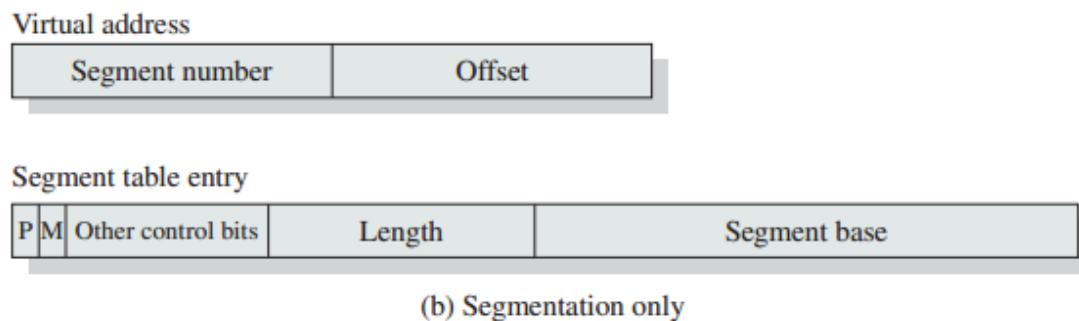 Virtual address
Segment number Offset
Segment table entry
P M Other control bits Length Segment base
(b) Segmentation only